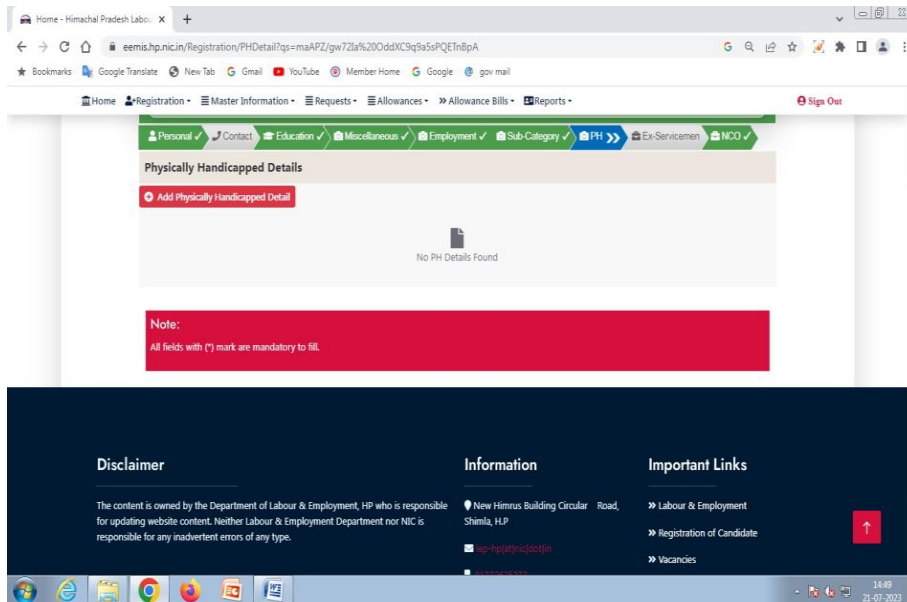 Home - Himachal Pradesh Labou
eemis.hp.nic.in/Registration/PHDetail?qs=maAPZ/gw72Ia%20OddXC9q9a5sPQETnBpA
Bookmarks Google Translate New Tab Gmail YouTube Member Home Google gov mail
Home Registration Master Information Requests Allowances Allowance Bills Reports Sign Out
Personal Contact Education Miscellaneous Employment Sub-Category PH Ex-Servicemen NCO
Physically Handicapped Details
Add Physically Handicapped Detail
No PH Details Found
Note:
All fields with (*) mark are mandatory to fill.
Disclaimer
The content is owned by the Department of Labour & Employment, HP who is responsible
for updating website content. Neither Labour & Employment Department nor NIC is
responsible for any inadvertent errors of any type.
Information
New Himrus Building Circular Road,
Shimla, H.P
lep-hp[at]nic[dot]in
Important Links
Labour & Employment
Registration of Candidate
Vacancies
14:49
21-07-2023